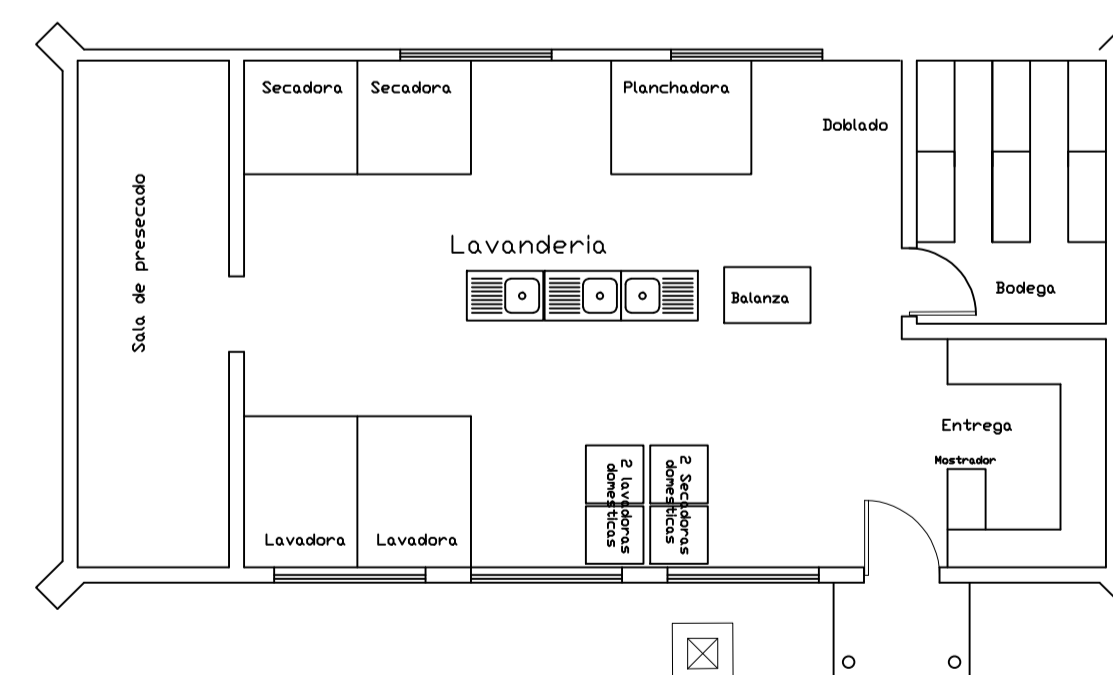 Secadora
Secadora
Planchadora
Doblado
Sala de presecado
Lavanderia
Balanza
Bodega
Entrega
Mostrador
2 lavadoras
domesticas
2 Secadoras
domesticas
Lavadora
Lavadora